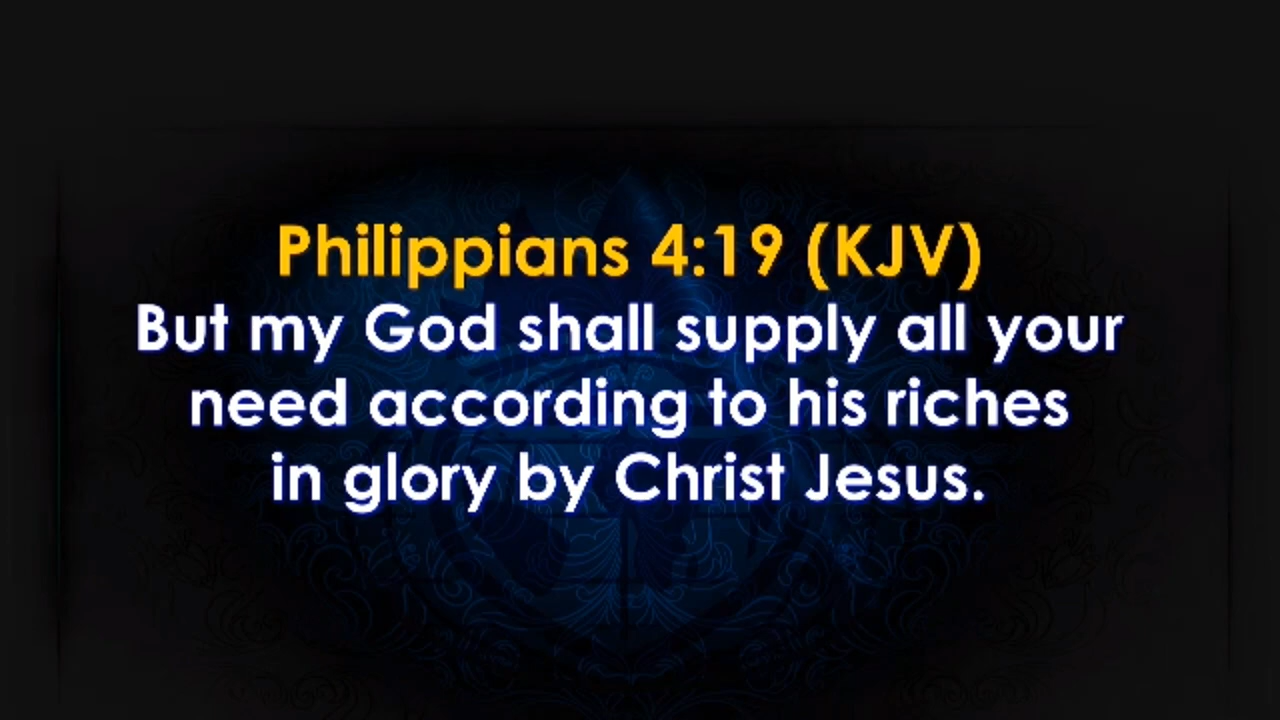 Philippians 4:19 (KJV)
But my God shall supply all your
need according to his riches
in glory by Christ Jesus.